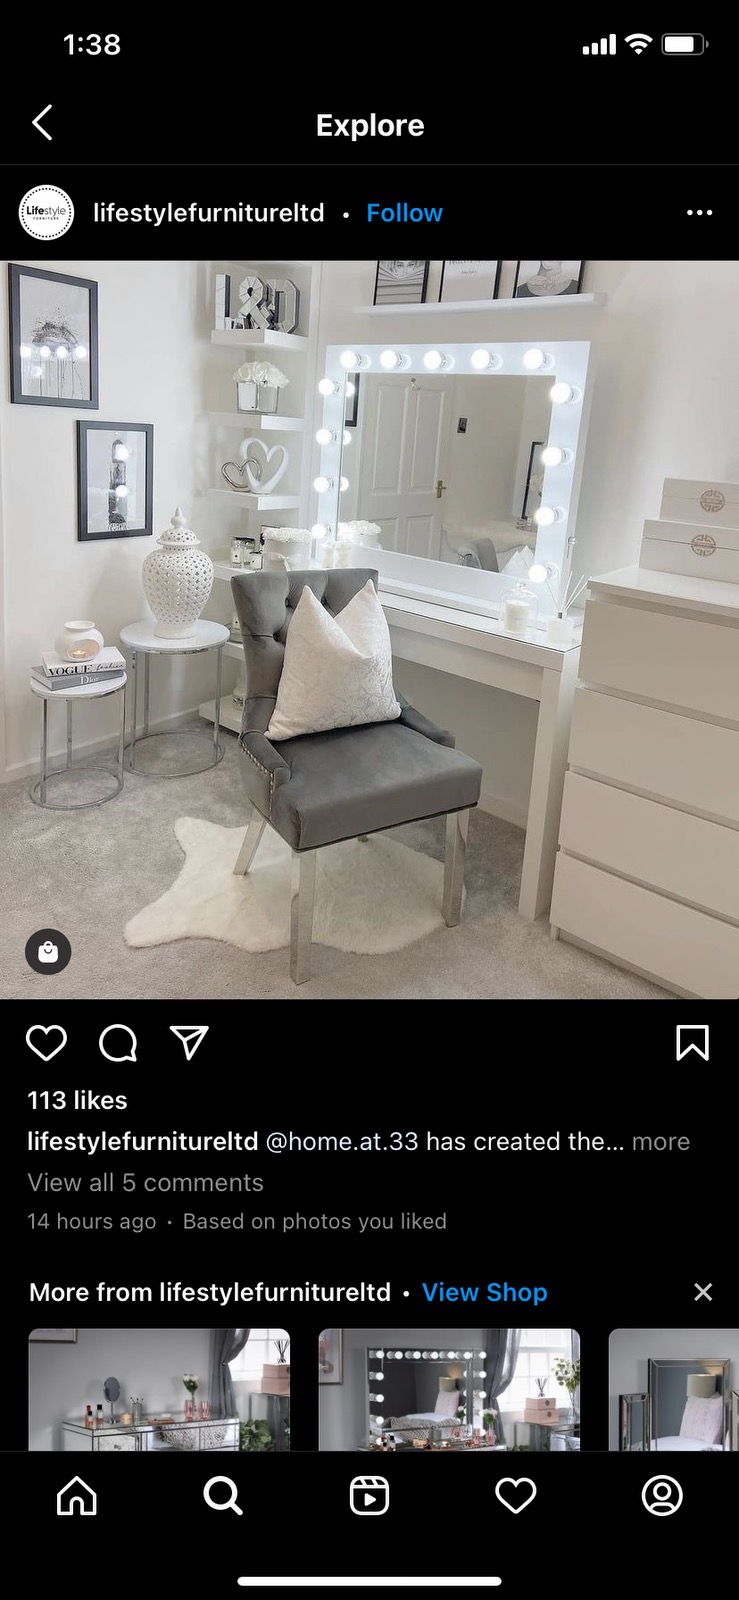 1:38
Explore
Lifestyle
FURNITURE
lifestylefurnitureltd • Follow
L&D
VOGUE
Dior
113 likes
lifestylefurnitureltd @home.at.33 has created the... more
View all 5 comments
14 hours ago • Based on photos you liked
More from lifestylefurnitureltd • View Shop